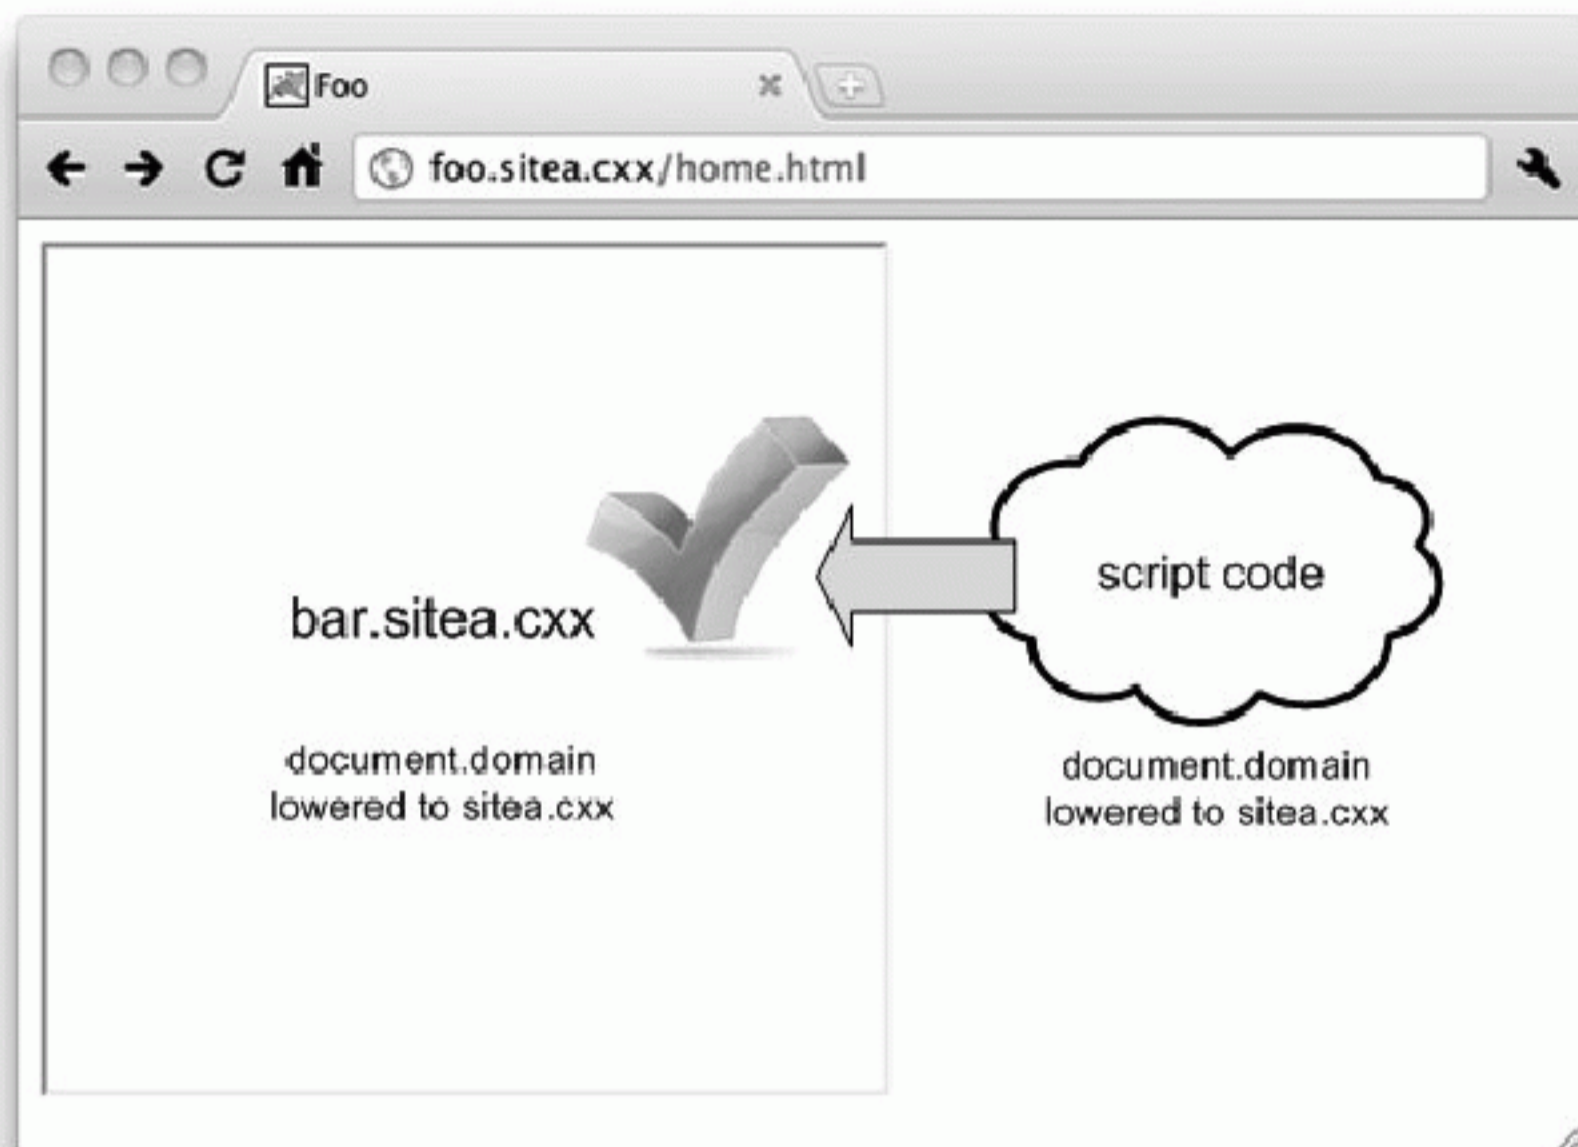 Foo
foo.sitea.cxx/home.html
script code
bar.sitea.cxx
document.domain
lowered to sitea.cxx
document.domain
lowered to sitea.cxx